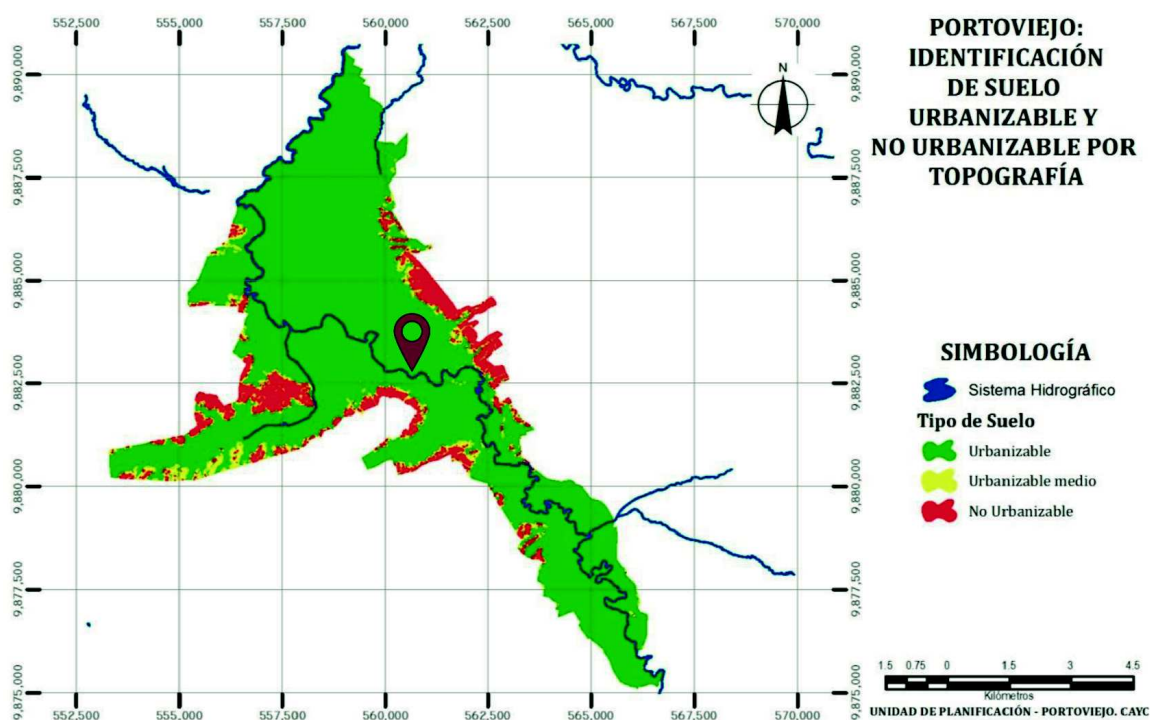 PORTOVIEJO:
IDENTIFICACIÓN
DE SUELO
URBANIZABLE Y
NO URBANIZABLE POR
TOPOGRAFÍA
552,500 555,000 557,500 560,000 562,500 565,000 567,500 570,000
9,890,000 9,890,000
9,887,500 9,887,500
9,885,000 9,885,000
9,882,500 9,882,500
9,880,000 9,880,000
9,877,500 9,877,500
9,875,000 9,875,000
552,500 555,000 557,500 560,000 562,500 565,000 567,500 570,000
N
SIMBOLOGÍA
Sistema Hidrográfico
Tipo de Suelo
Urbanizable
Urbanizable medio
No Urbanizable
1.5 0.75 0 1.5 3 4.5
Kilómetros
UNIDAD DE PLANIFICACIÓN - PORTOVIEJO. CAYC